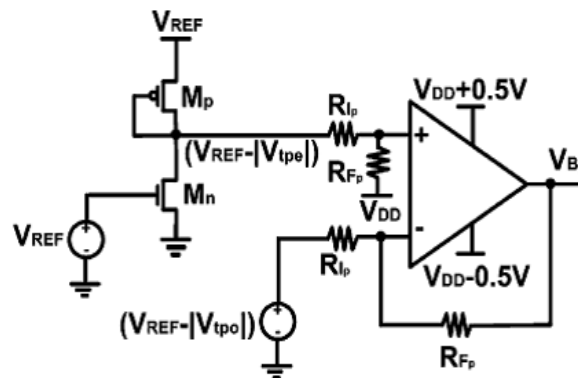 VREF
Mp
RIp
VDD+0.5V
(VREF-|Vtpe|)
+
RFp
VB
Mn
VDD
VREF
+
-
-
RIp
VDD-0.5V
(VREF-|Vtpo|)
+
-
RFp